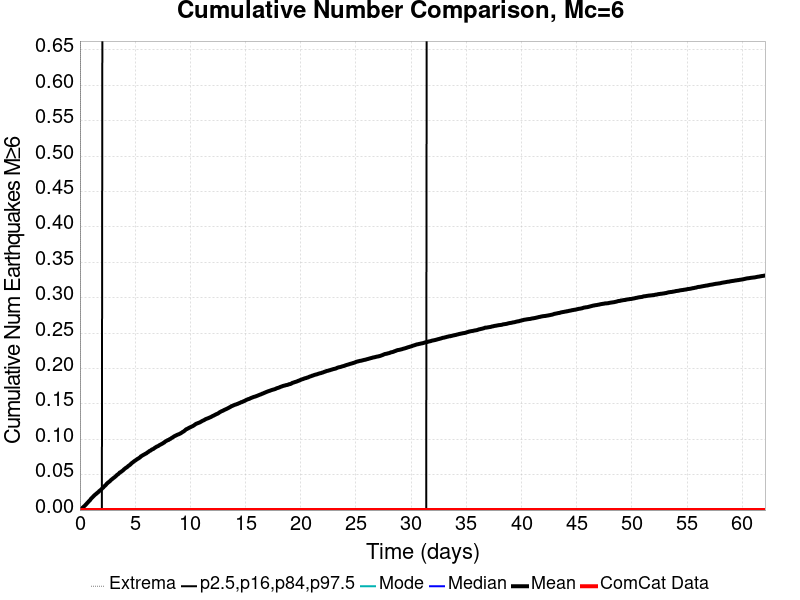 Cumulative Number Comparison, Mc=6
Cumulative Num Earthquakes M≥6
0.65
0.60
0.55
0.50
0.45
0.40
0.35
0.30
0.25
0.20
0.15
0.10
0.05
0.00
0 5 10 15 20 25 30 35 40 45 50 55 60
Time (days)
Extrema p2.5,p16,p84,p97.5 Mode Median Mean ComCat Data